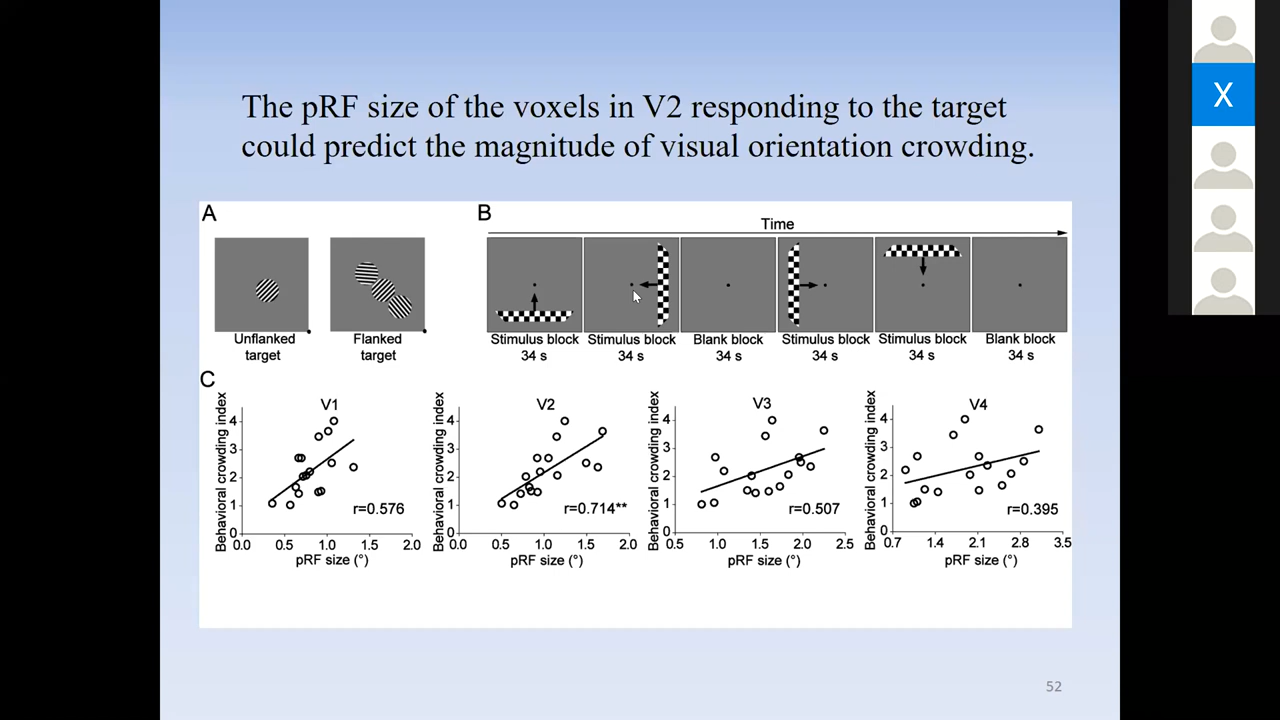 The pRF size of the voxels in V2 responding to the target
could predict the magnitude of visual orientation crowding.
X
A
Unflanked
target
Flanked
target
B
Time
Stimulus block
34 s
Stimulus block
34 s
Blank block
34 s
Stimulus block
34 s
Stimulus block
34 s
Blank block
34 s
C
V1
Behavioral crowding index
4
3
2
1
0
r=0.576
0.0 0.5 1.0 1.5 2.0
pRF size (°)
V2
Behavioral crowding index
4
3
2
1
0
r=0.714**
0.0 0.5 1.0 1.5 2.0
pRF size (°)
V3
Behavioral crowding index
4
3
2
1
0
r=0.507
0.5 1.0 1.5 2.0 2.5
pRF size (°)
V4
Behavioral crowding index
4
3
2
1
0
r=0.395
0.7 1.4 2.1 2.8 3.5
pRF size (°)
52